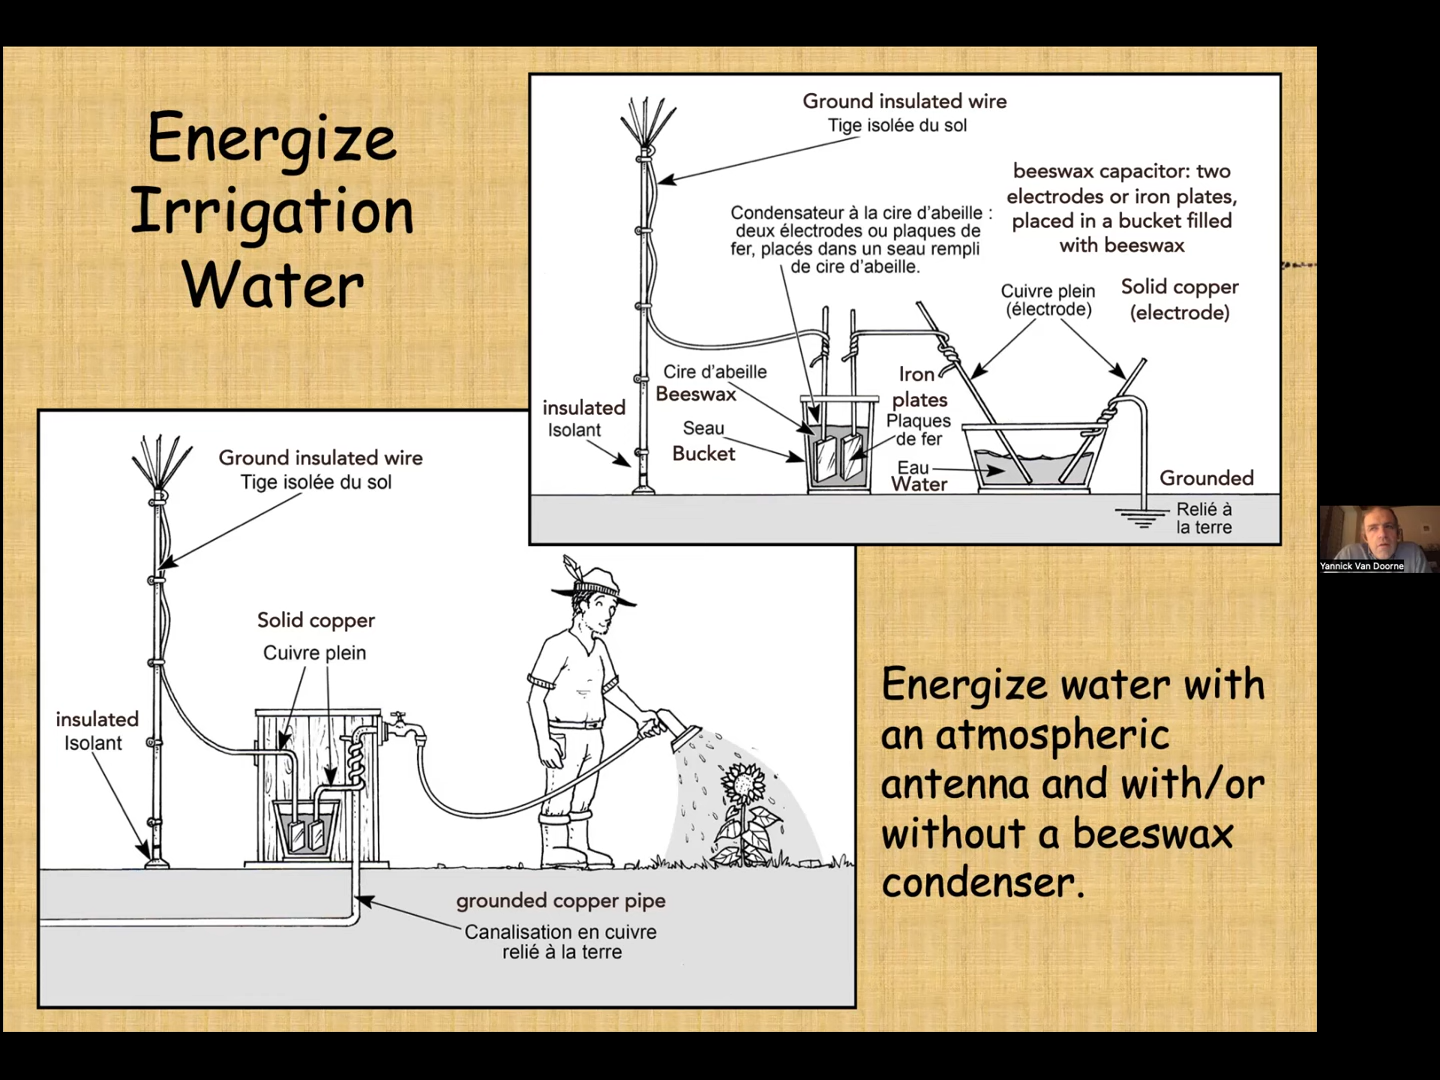 Energize
Irrigation
Water
Ground insulated wire
Tige isolée du sol
beeswax capacitor: two
electrodes or iron plates,
placed in a bucket filled
with beeswax
Condensateur à la cire d'abeille :
deux électrodes ou plaques de
fer, placés dans un seau rempli
de cire d'abeille.
Cuivre plein
(électrode)
Solid copper
(electrode)
Cire d'abeille
Beeswax
Iron
plates
Plaques
de fer
insulated
Isolant
Seau
Bucket
Eau
Water
Grounded
Relié à
la terre
Ground insulated wire
Tige isolée du sol
Solid copper
Cuivre plein
insulated
Isolant
grounded copper pipe
Canalisation en cuivre
relié à la terre
Energize water with
an atmospheric
antenna and with/or
without a beeswax
condenser.
Yannick Van Doorne